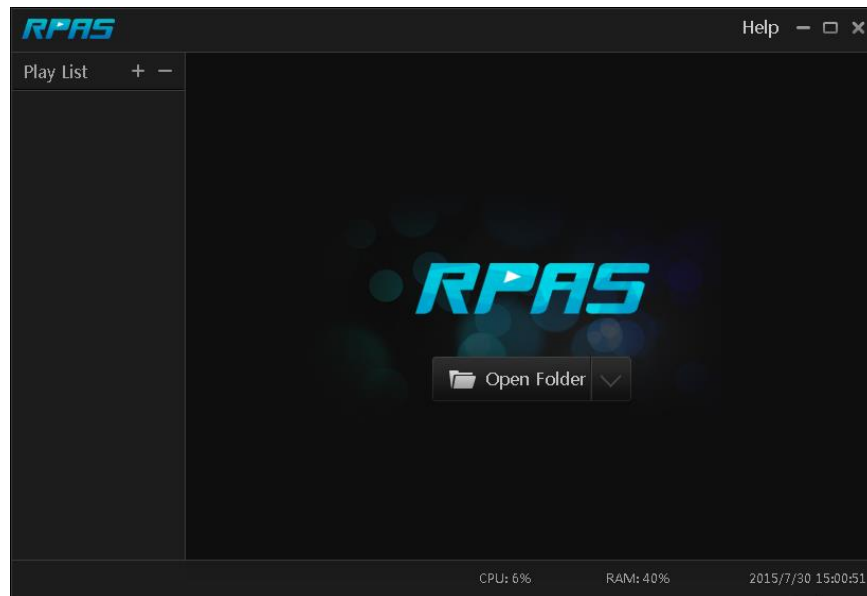 RPAS
Help
Play List
RPAS
Open Folder
CPU: 6% RAM: 40% 2015/7/30 15:00:51